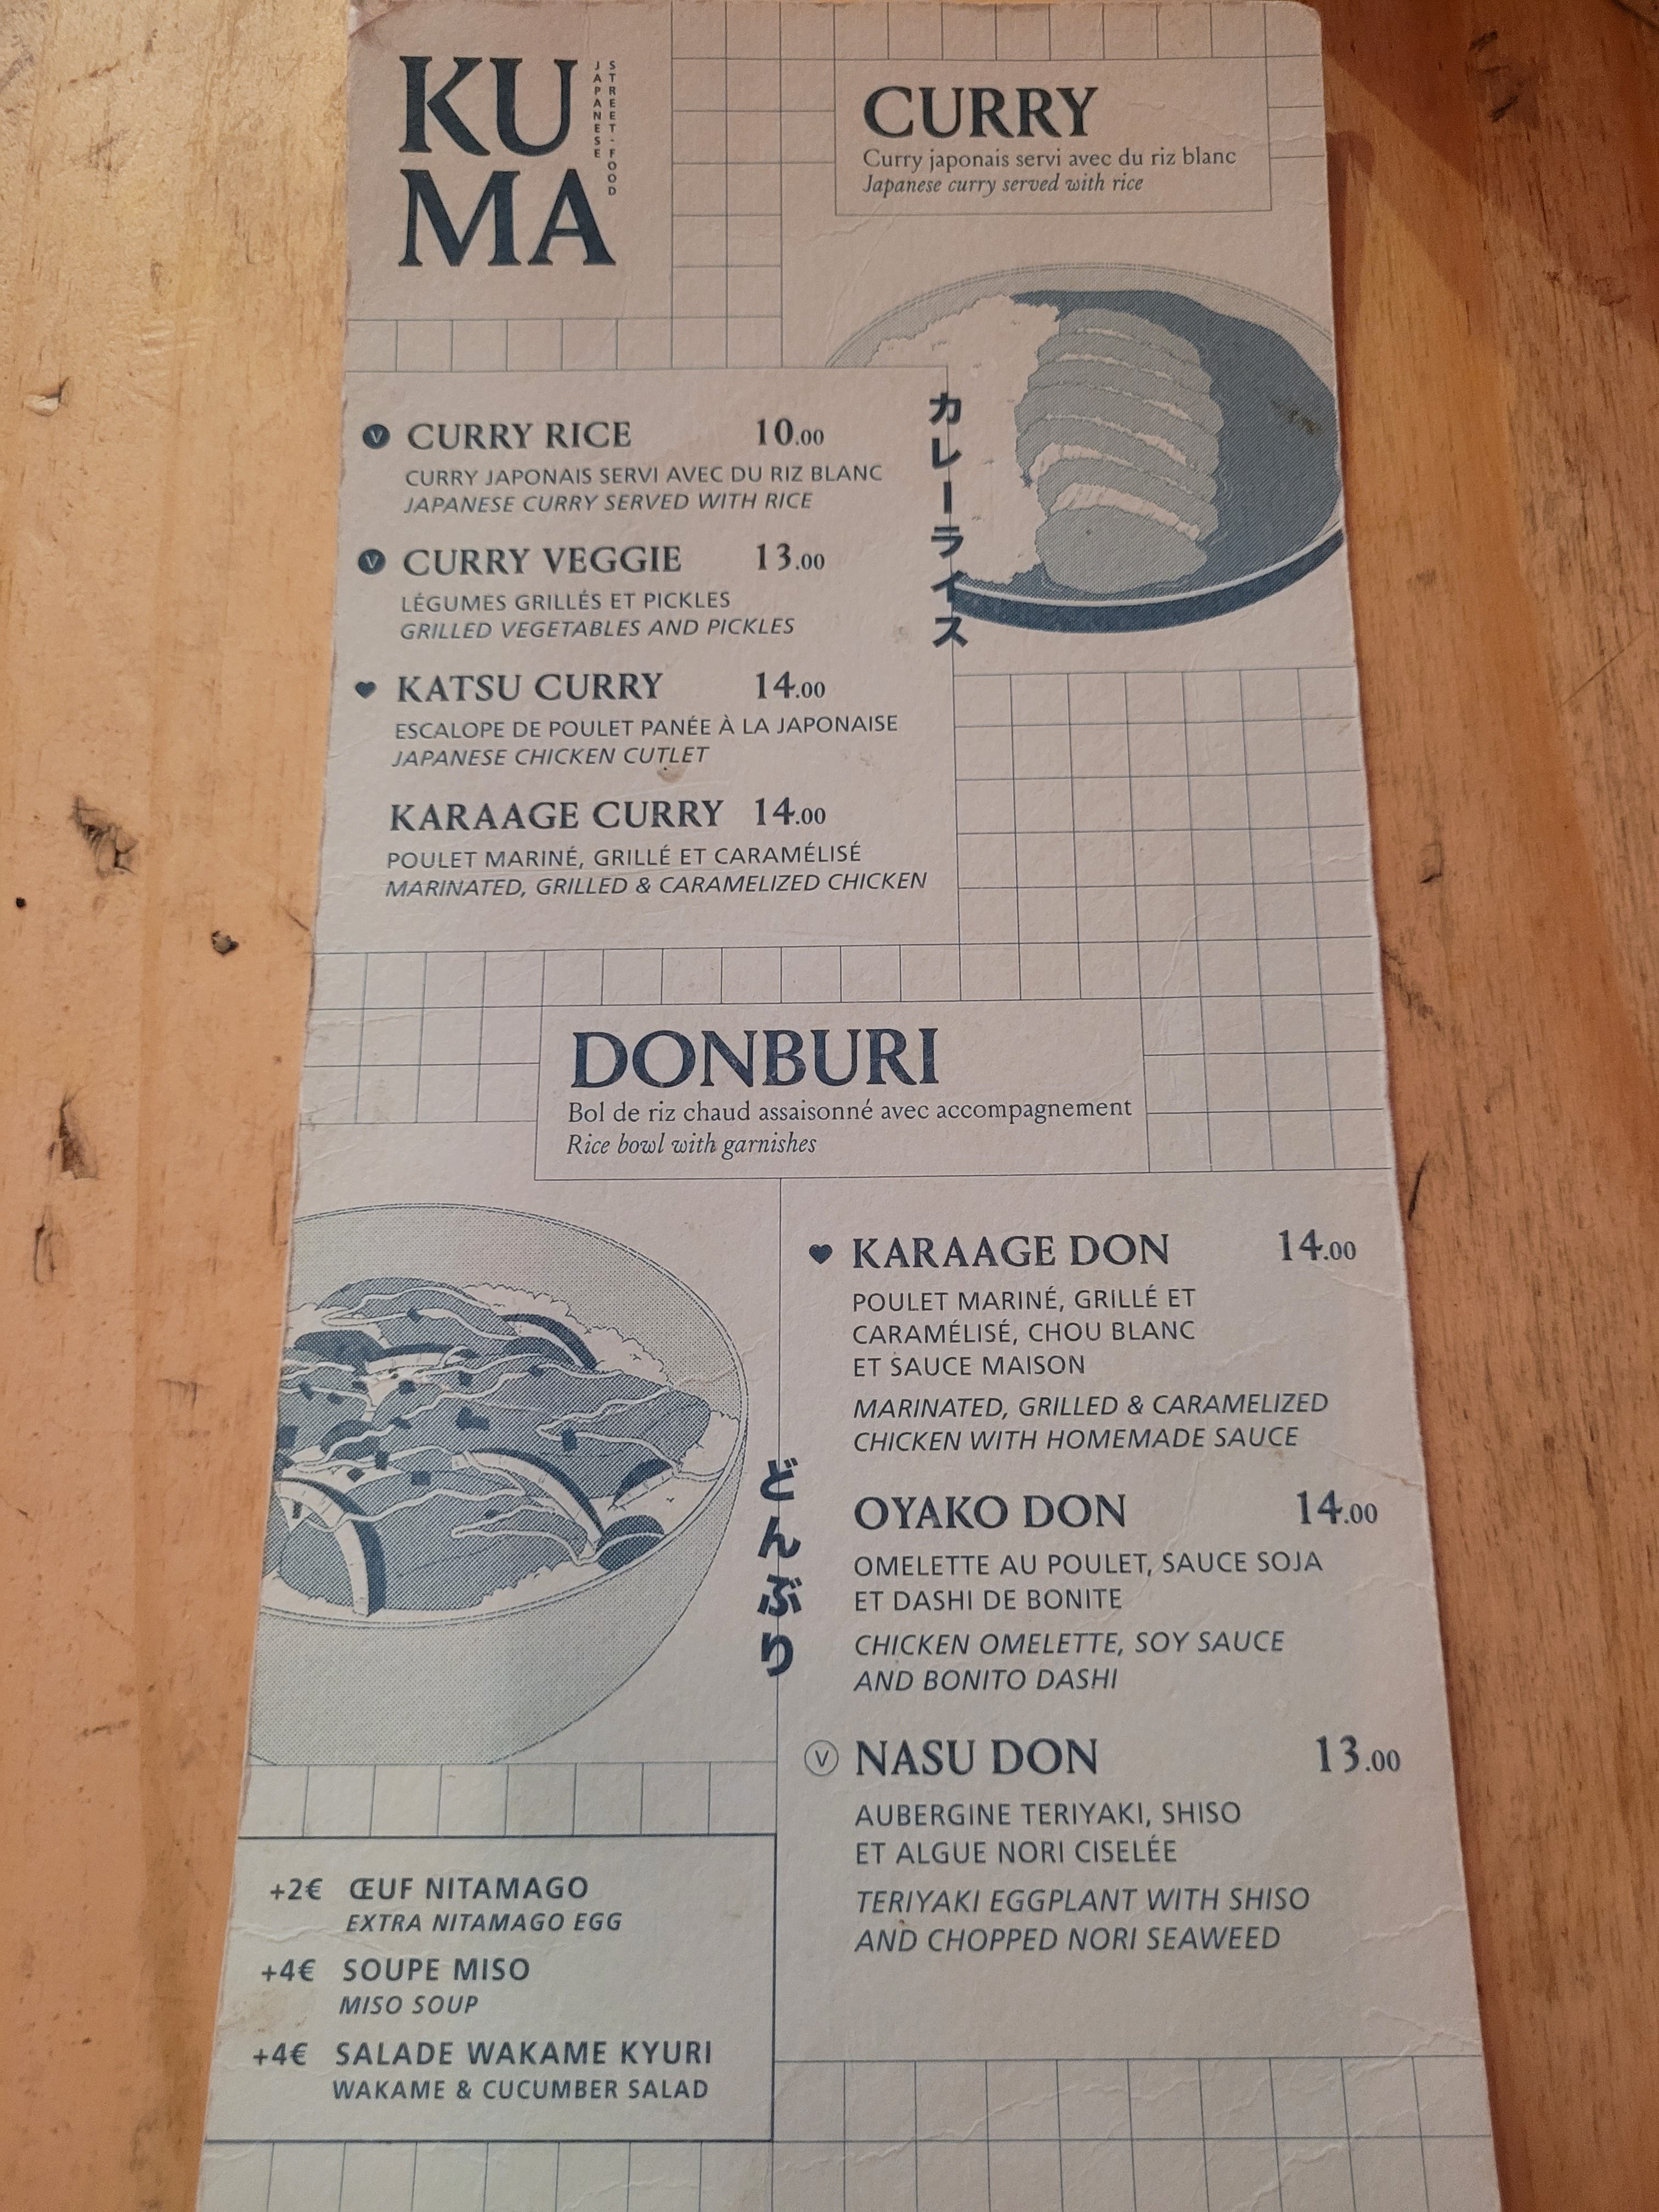 KU
MA
JAPANESE
STREET-FOOD
CURRY
Curry japonais servi avec du riz blanc
Japanese curry served with rice
カレーライス
V CURRY RICE 10.00
CURRY JAPONAIS SERVI AVEC DU RIZ BLANC
JAPANESE CURRY SERVED WITH RICE
V CURRY VEGGIE 13.00
LÉGUMES GRILLÉS ET PICKLES
GRILLED VEGETABLES AND PICKLES
♥ KATSU CURRY 14.00
ESCALOPE DE POULET PANÉE À LA JAPONAISE
JAPANESE CHICKEN CUTLET
KARAAGE CURRY 14.00
POULET MARINÉ, GRILLÉ ET CARAMÉLISÉ
MARINATED, GRILLED & CARAMELIZED CHICKEN
DONBURI
Bol de riz chaud assaisonné avec accompagnement
Rice bowl with garnishes
どんぶり
♥ KARAAGE DON 14.00
POULET MARINÉ, GRILLÉ ET
CARAMÉLISÉ, CHOU BLANC
ET SAUCE MAISON
MARINATED, GRILLED & CARAMELIZED
CHICKEN WITH HOMEMADE SAUCE
OYAKO DON 14.00
OMELETTE AU POULET, SAUCE SOJA
ET DASHI DE BONITE
CHICKEN OMELETTE, SOY SAUCE
AND BONITO DASHI
V NASU DON 13.00
AUBERGINE TERIYAKI, SHISO
ET ALGUE NORI CISELÉE
TERIYAKI EGGPLANT WITH SHISO
AND CHOPPED NORI SEAWEED
+2€ ŒUF NITAMAGO
EXTRA NITAMAGO EGG
+4€ SOUPE MISO
MISO SOUP
+4€ SALADE WAKAME KYURI
WAKAME & CUCUMBER SALAD